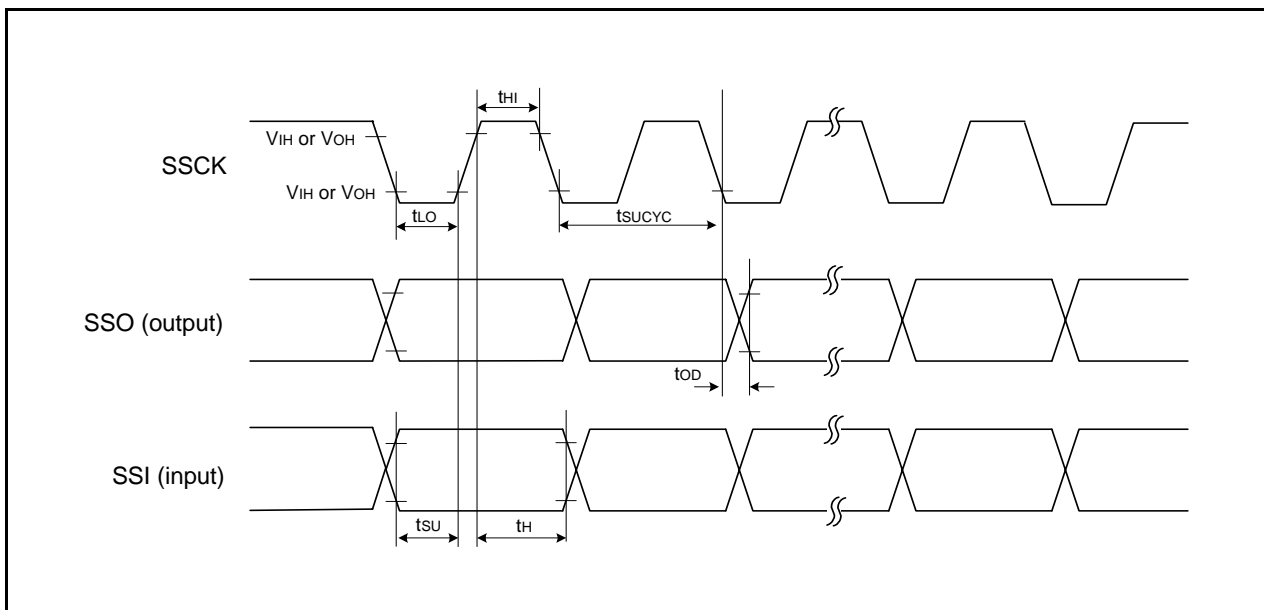 tHI
VIH or VOH
SSCK
VIH or VOH
tLO
tSUCYC
SSO (output)
tOD
SSI (input)
tSU
tH